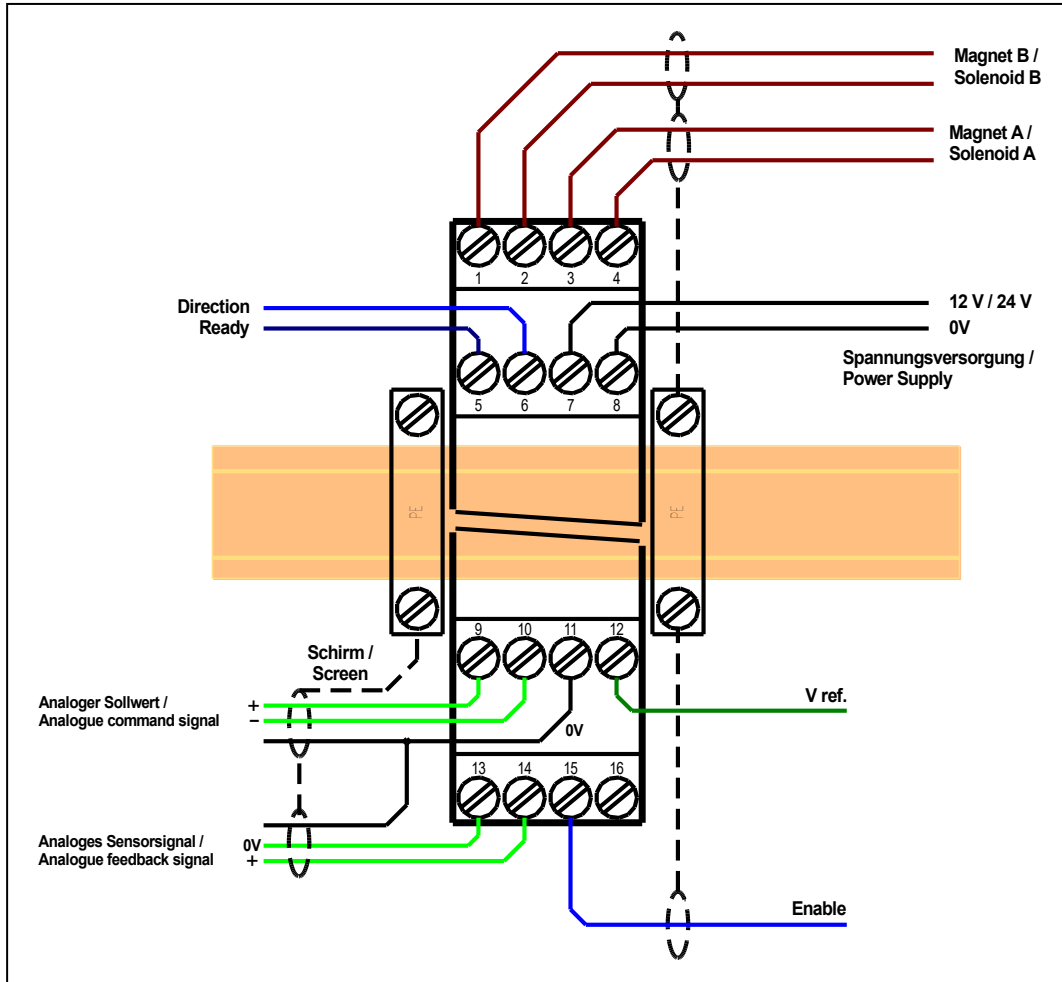 Magnet B /
Solenoid B
Magnet A /
Solenoid A
1 2 3 4
Direction
Ready
12 V / 24 V
0V
Spannungsversorgung /
Power Supply
5 6 7 8
PE PE
9 10 11 12
Schirm /
Screen
Analoger Sollwert / +
Analogue command signal –
V ref.
0V
13 14 15 16
Analoges Sensorsignal / 0V
Analogue feedback signal +
Enable